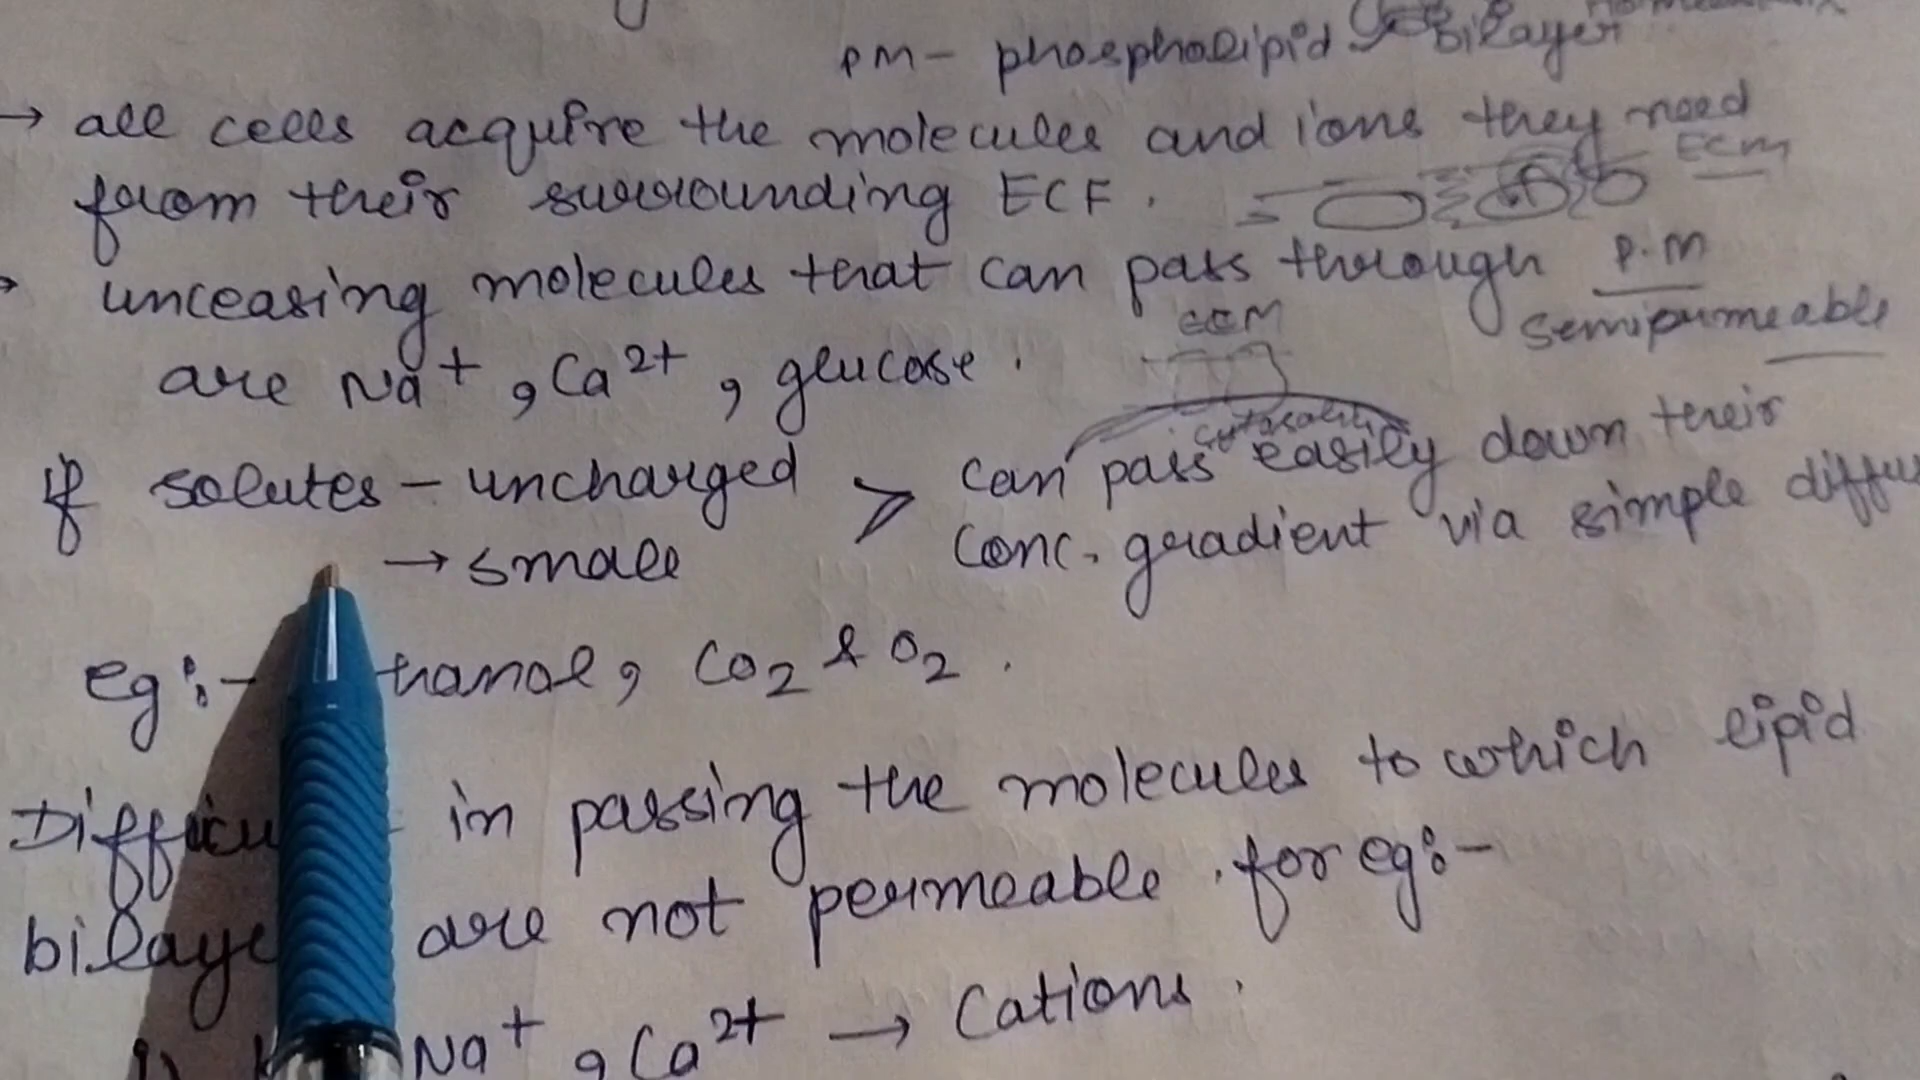 PM - phospholipid bilayer
→ all cells acquire the molecules and ions they need
from their surrounding ECF.
ECM
unceasing molecules that can pass through
P.M
semipermeable
ECM
are Na+, Ca2+, glucose.
cytosolic
if solutes - uncharged > can pass easily down their
→ small conc. gradient via simple diffu
eg:- thanol, CO2 & O2.
Difficu in passing the molecules to which lipid
bilaye are not permeable. for eg:-
1) Na+, Ca2+ → Cations.